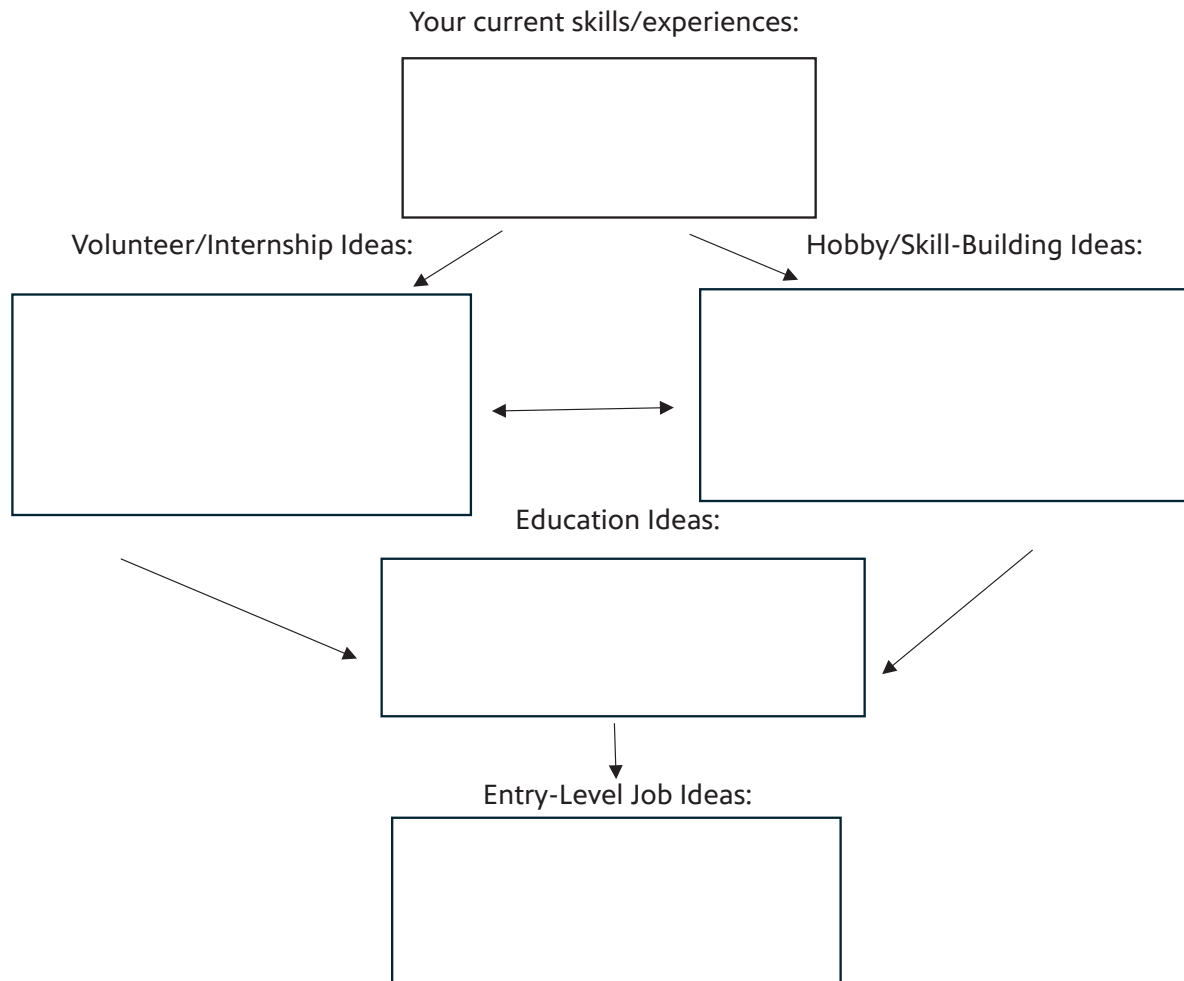 Your current skills/experiences:
Volunteer/Internship Ideas:
Hobby/Skill-Building Ideas:
Education Ideas:
Entry-Level Job Ideas: